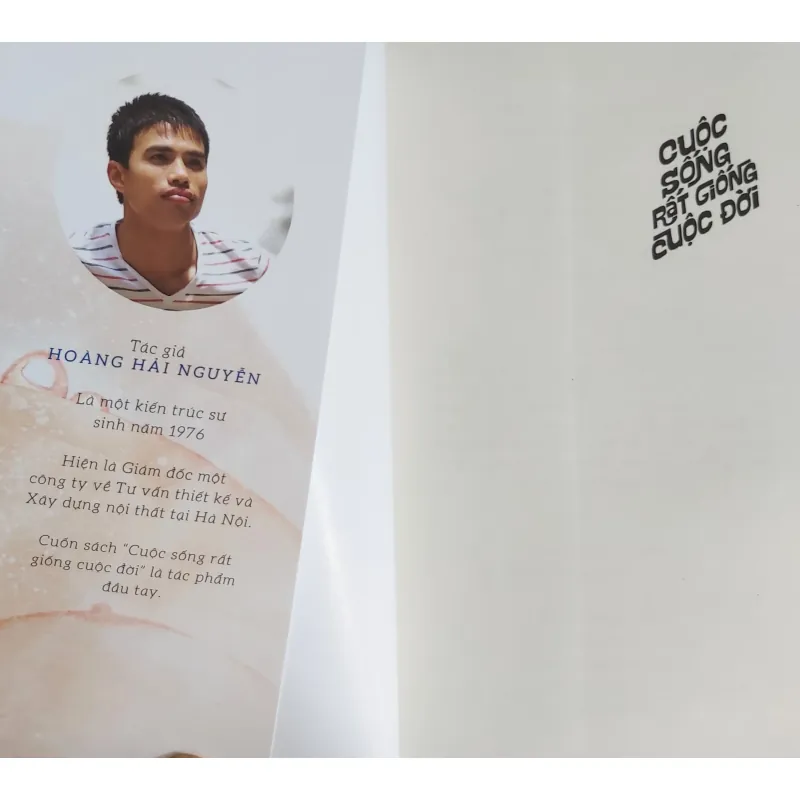 Tác giả
HOÀNG HẢI NGUYỄN
Là một kiến trúc sư
sinh năm 1976
Hiện là Giám đốc một
công ty về Tư vấn thiết kế và
Xây dựng nội thất tại Hà Nội.
Cuốn sách "Cuộc sống rất
giống cuộc đời" là tác phẩm
đầu tay.
CUỘC
SỐNG
RẤT GIỐNG
CUỘC ĐỜI